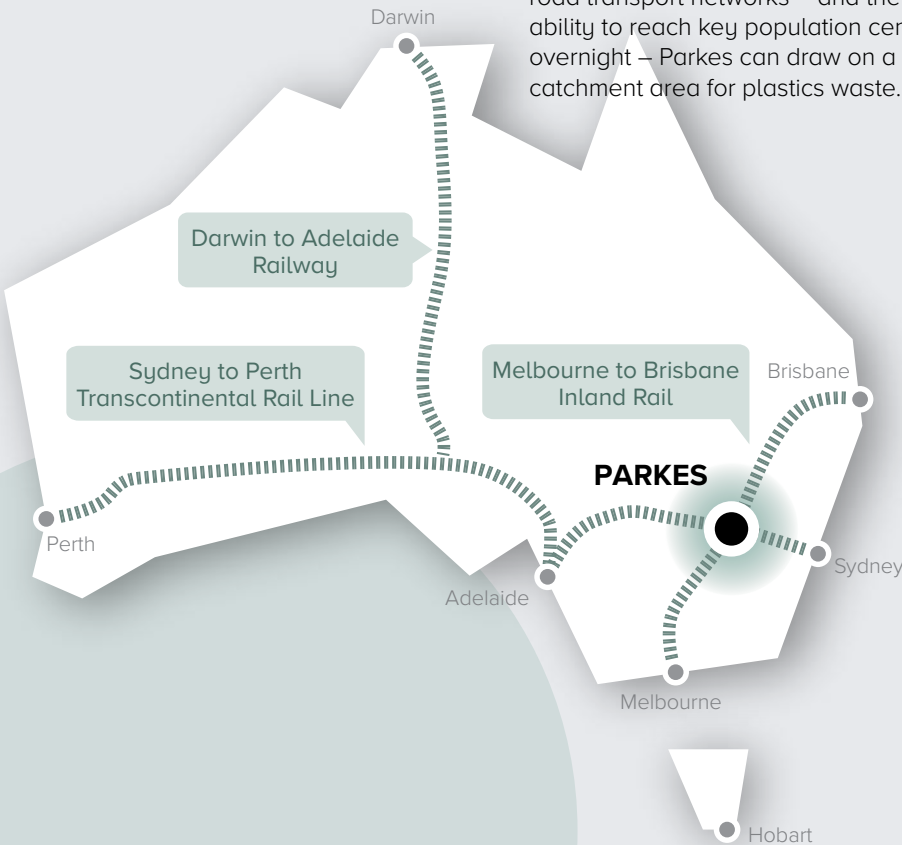 road transport networks – and the
ability to reach key population cen
overnight – Parkes can draw on a
catchment area for plastics waste.
Darwin
Darwin to Adelaide
Railway
Sydney to Perth
Transcontinental Rail Line
Melbourne to Brisbane
Inland Rail
Brisbane
PARKES
Perth
Sydney
Adelaide
Melbourne
Hobart